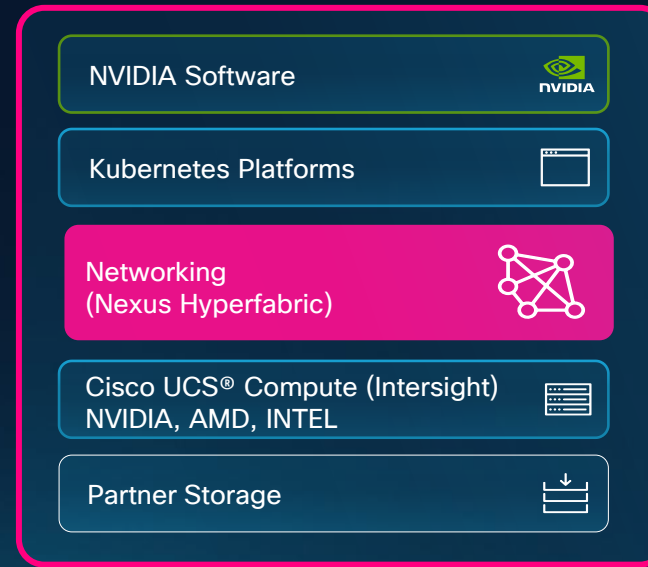 NVIDIA Software
NVIDIA
Kubernetes Platforms
Networking
(Nexus Hyperfabric)
Cisco UCS® Compute (Intersight)
NVIDIA, AMD, INTEL
Partner Storage